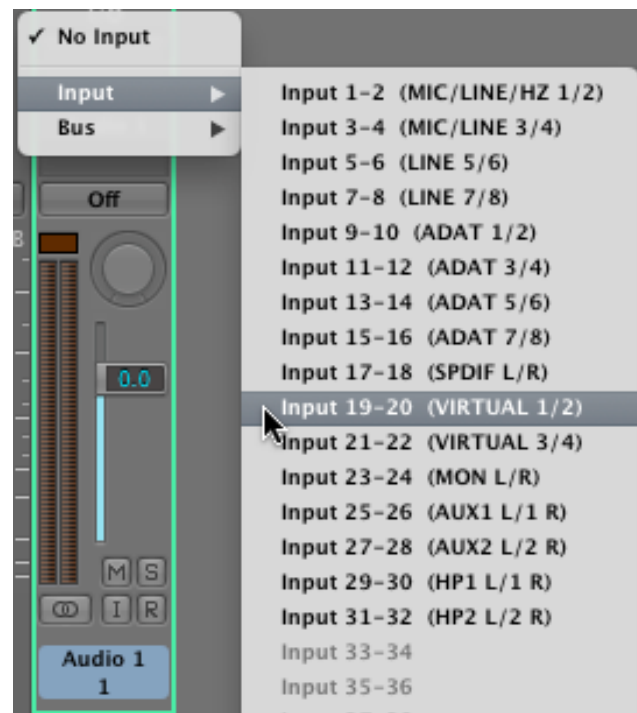 ✓ No Input
Input
Bus
Input 1-2 (MIC/LINE/HZ 1/2)
Input 3-4 (MIC/LINE 3/4)
Input 5-6 (LINE 5/6)
Input 7-8 (LINE 7/8)
Input 9-10 (ADAT 1/2)
Input 11-12 (ADAT 3/4)
Input 13-14 (ADAT 5/6)
Input 15-16 (ADAT 7/8)
Input 17-18 (SPDIF L/R)
Input 19-20 (VIRTUAL 1/2)
Input 21-22 (VIRTUAL 3/4)
Input 23-24 (MON L/R)
Input 25-26 (AUX1 L/1 R)
Input 27-28 (AUX2 L/2 R)
Input 29-30 (HP1 L/1 R)
Input 31-32 (HP2 L/2 R)
Input 33-34
Input 35-36
Off
0.0
M S
I R
Audio 1
1